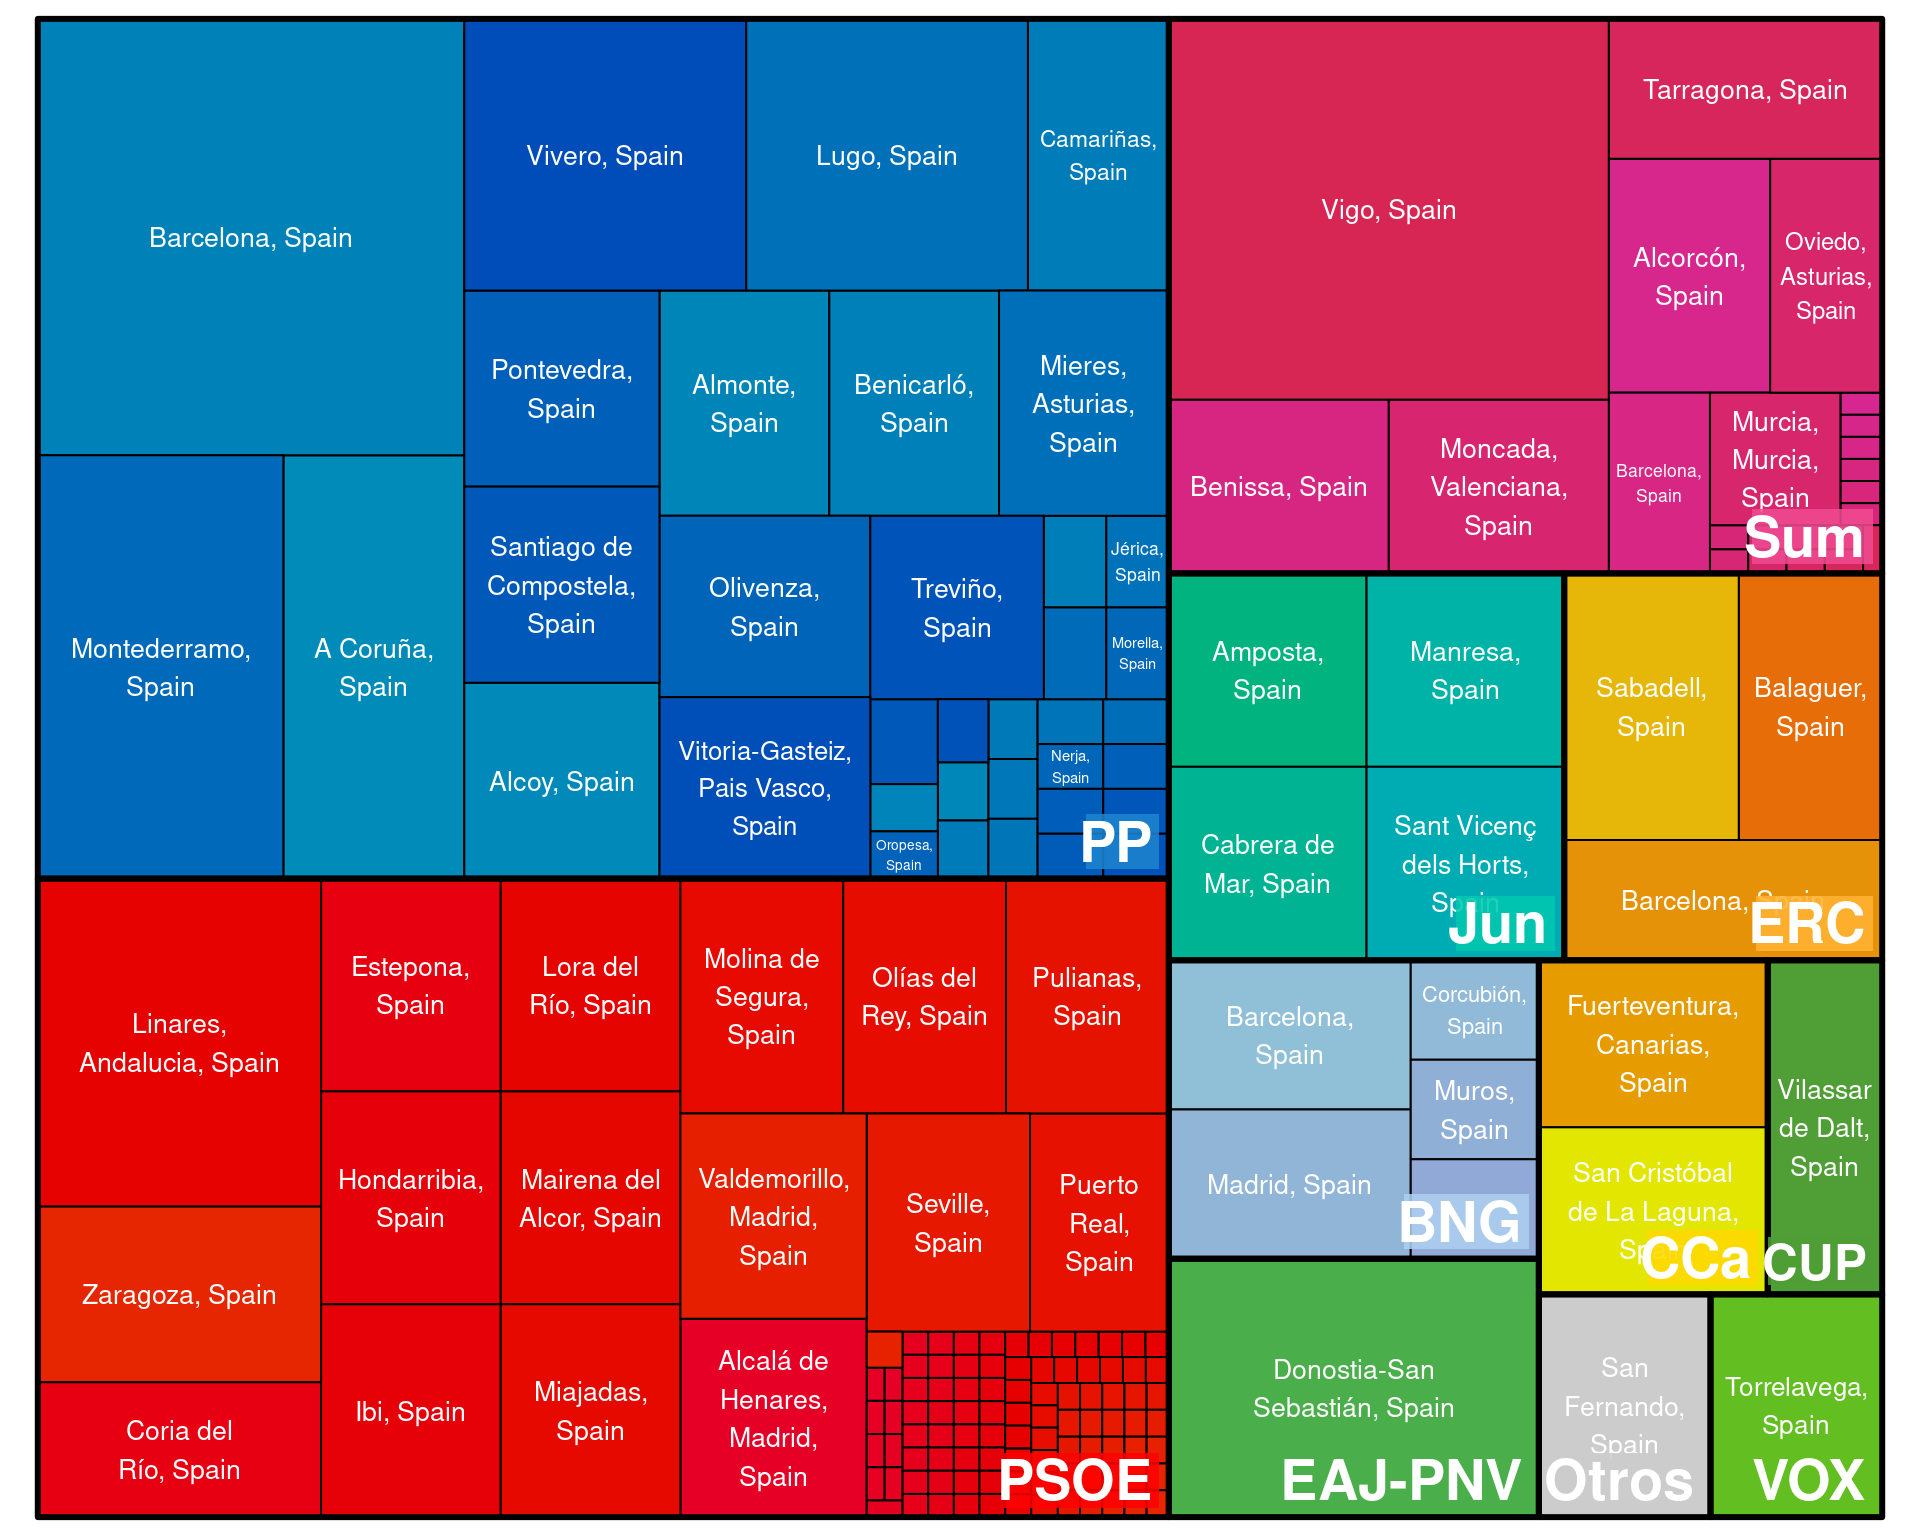 Barcelona, Spain
Vivero, Spain
Lugo, Spain
Camariñas,
Spain
Pontevedra,
Spain
Almonte,
Spain
Benicarló,
Spain
Mieres,
Asturias,
Spain
Montederramo,
Spain
A Coruña,
Spain
Santiago de
Compostela,
Spain
Olivenza,
Spain
Treviño,
Spain
Jérica,
Spain
Morella,
Spain
Alcoy, Spain
Vitoria-Gasteiz,
Pais Vasco,
Spain
Nerja,
Spain
Oropesa,
Spain
PP
Linares,
Andalucia, Spain
Estepona,
Spain
Lora del
Río, Spain
Molina de
Segura,
Spain
Olías del
Rey, Spain
Pulianas,
Spain
Hondarribia,
Spain
Mairena del
Alcor, Spain
Valdemorillo,
Madrid,
Spain
Seville,
Spain
Puerto
Real,
Spain
Zaragoza, Spain
Coria del
Río, Spain
Ibi, Spain
Miajadas,
Spain
Alcalá de
Henares,
Madrid,
Spain
PSOE
Vigo, Spain
Tarragona, Spain
Alcorcón,
Spain
Oviedo,
Asturias,
Spain
Benissa, Spain
Moncada,
Valenciana,
Spain
Barcelona,
Spain
Murcia,
Murcia,
Spain
Sum
Amposta,
Spain
Manresa,
Spain
Cabrera de
Mar, Spain
Sant Vicenç
dels Horts,
Spain
Jun
Sabadell,
Spain
Balaguer,
Spain
Barcelona, Spain
ERC
Barcelona,
Spain
Corcubión,
Spain
Muros,
Spain
Madrid, Spain
BNG
Fuerteventura,
Canarias,
Spain
San Cristóbal
de La Laguna,
Spain
CCa
Vilassar
de Dalt,
Spain
CUP
Donostia-San
Sebastián, Spain
EAJ-PNV
San
Fernando,
Spain
Otros
Torrelavega,
Spain
VOX